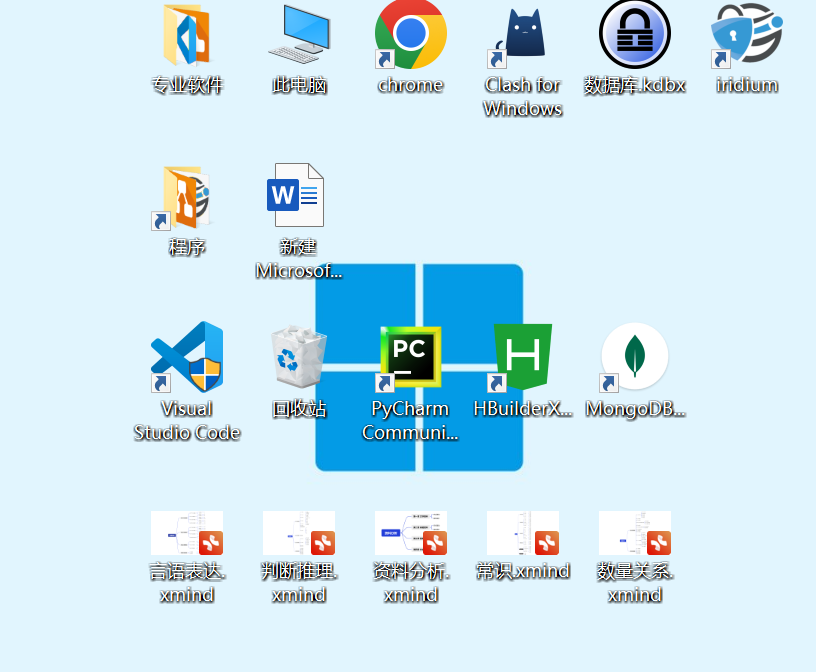 专业软件
此电脑
chrome
Clash for
Windows
数据库.kdbx
iridium
W
程序
新建
Microsof...
PC
H
Visual
Studio Code
回收站
PyCharm
Communi...
HBuilderX...
MongoDB...
言语表达.
xmind
判断推理.
xmind
资料分析.
xmind
常识.xmind
数量关系.
xmind